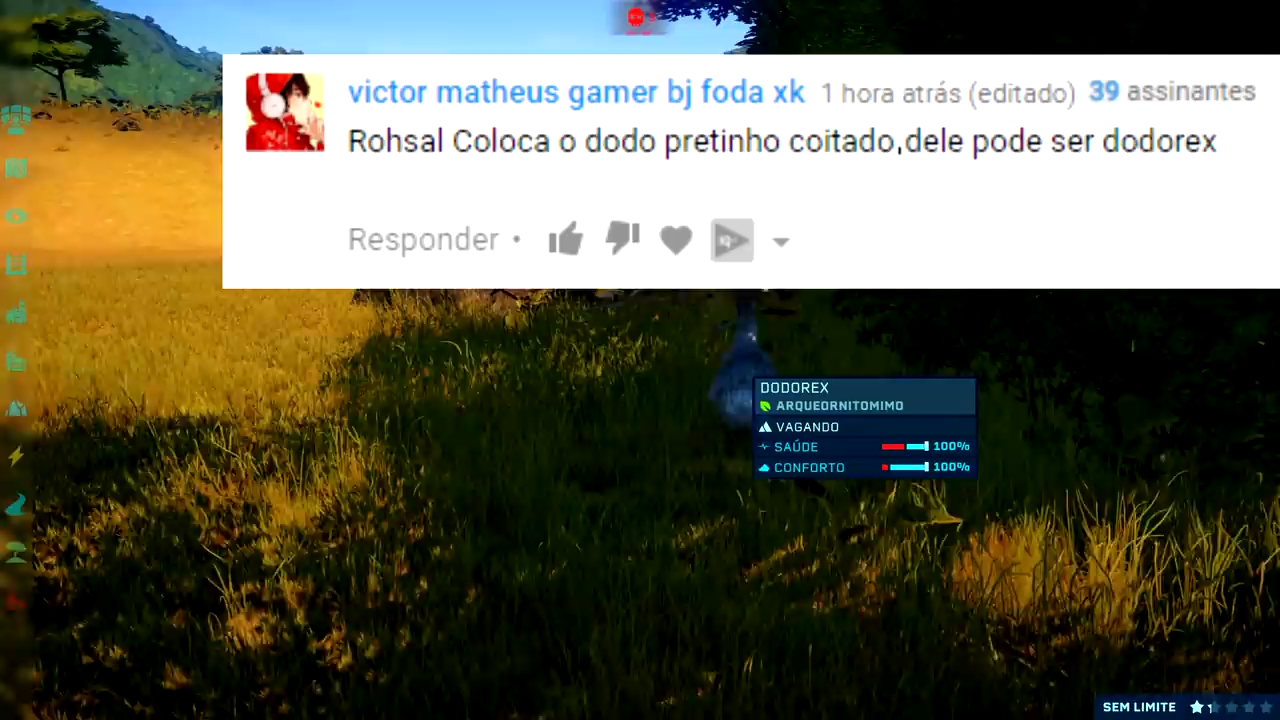 victor matheus gamer bj foda xk 1 hora atrás (editado) 39 assinantes
Rohsal Coloca o dodo pretinho coitado,dele pode ser dodorex
Responder •
DODOREX
ARQUEORNITOMIMO
VAGANDO
SAÚDE 100%
CONFORTO 100%
SEM LIMITE